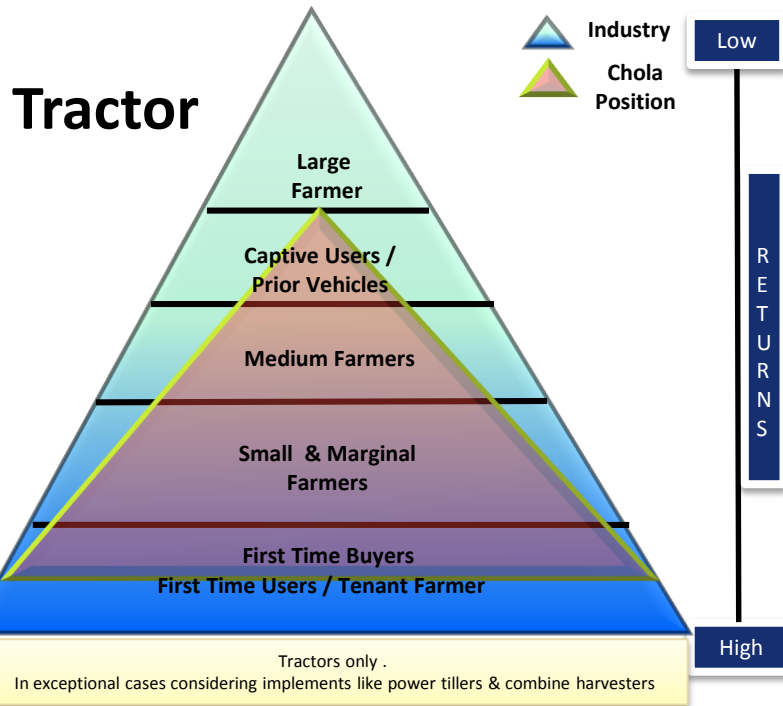 Industry
Chola
Position
Low
Tractor
Large
Farmer
Captive Users /
Prior Vehicles
Medium Farmers
Small & Marginal
Farmers
First Time Buyers
First Time Users / Tenant Farmer
R
E
T
U
R
N
S
High
Tractors only .
In exceptional cases considering implements like power tillers & combine harvesters